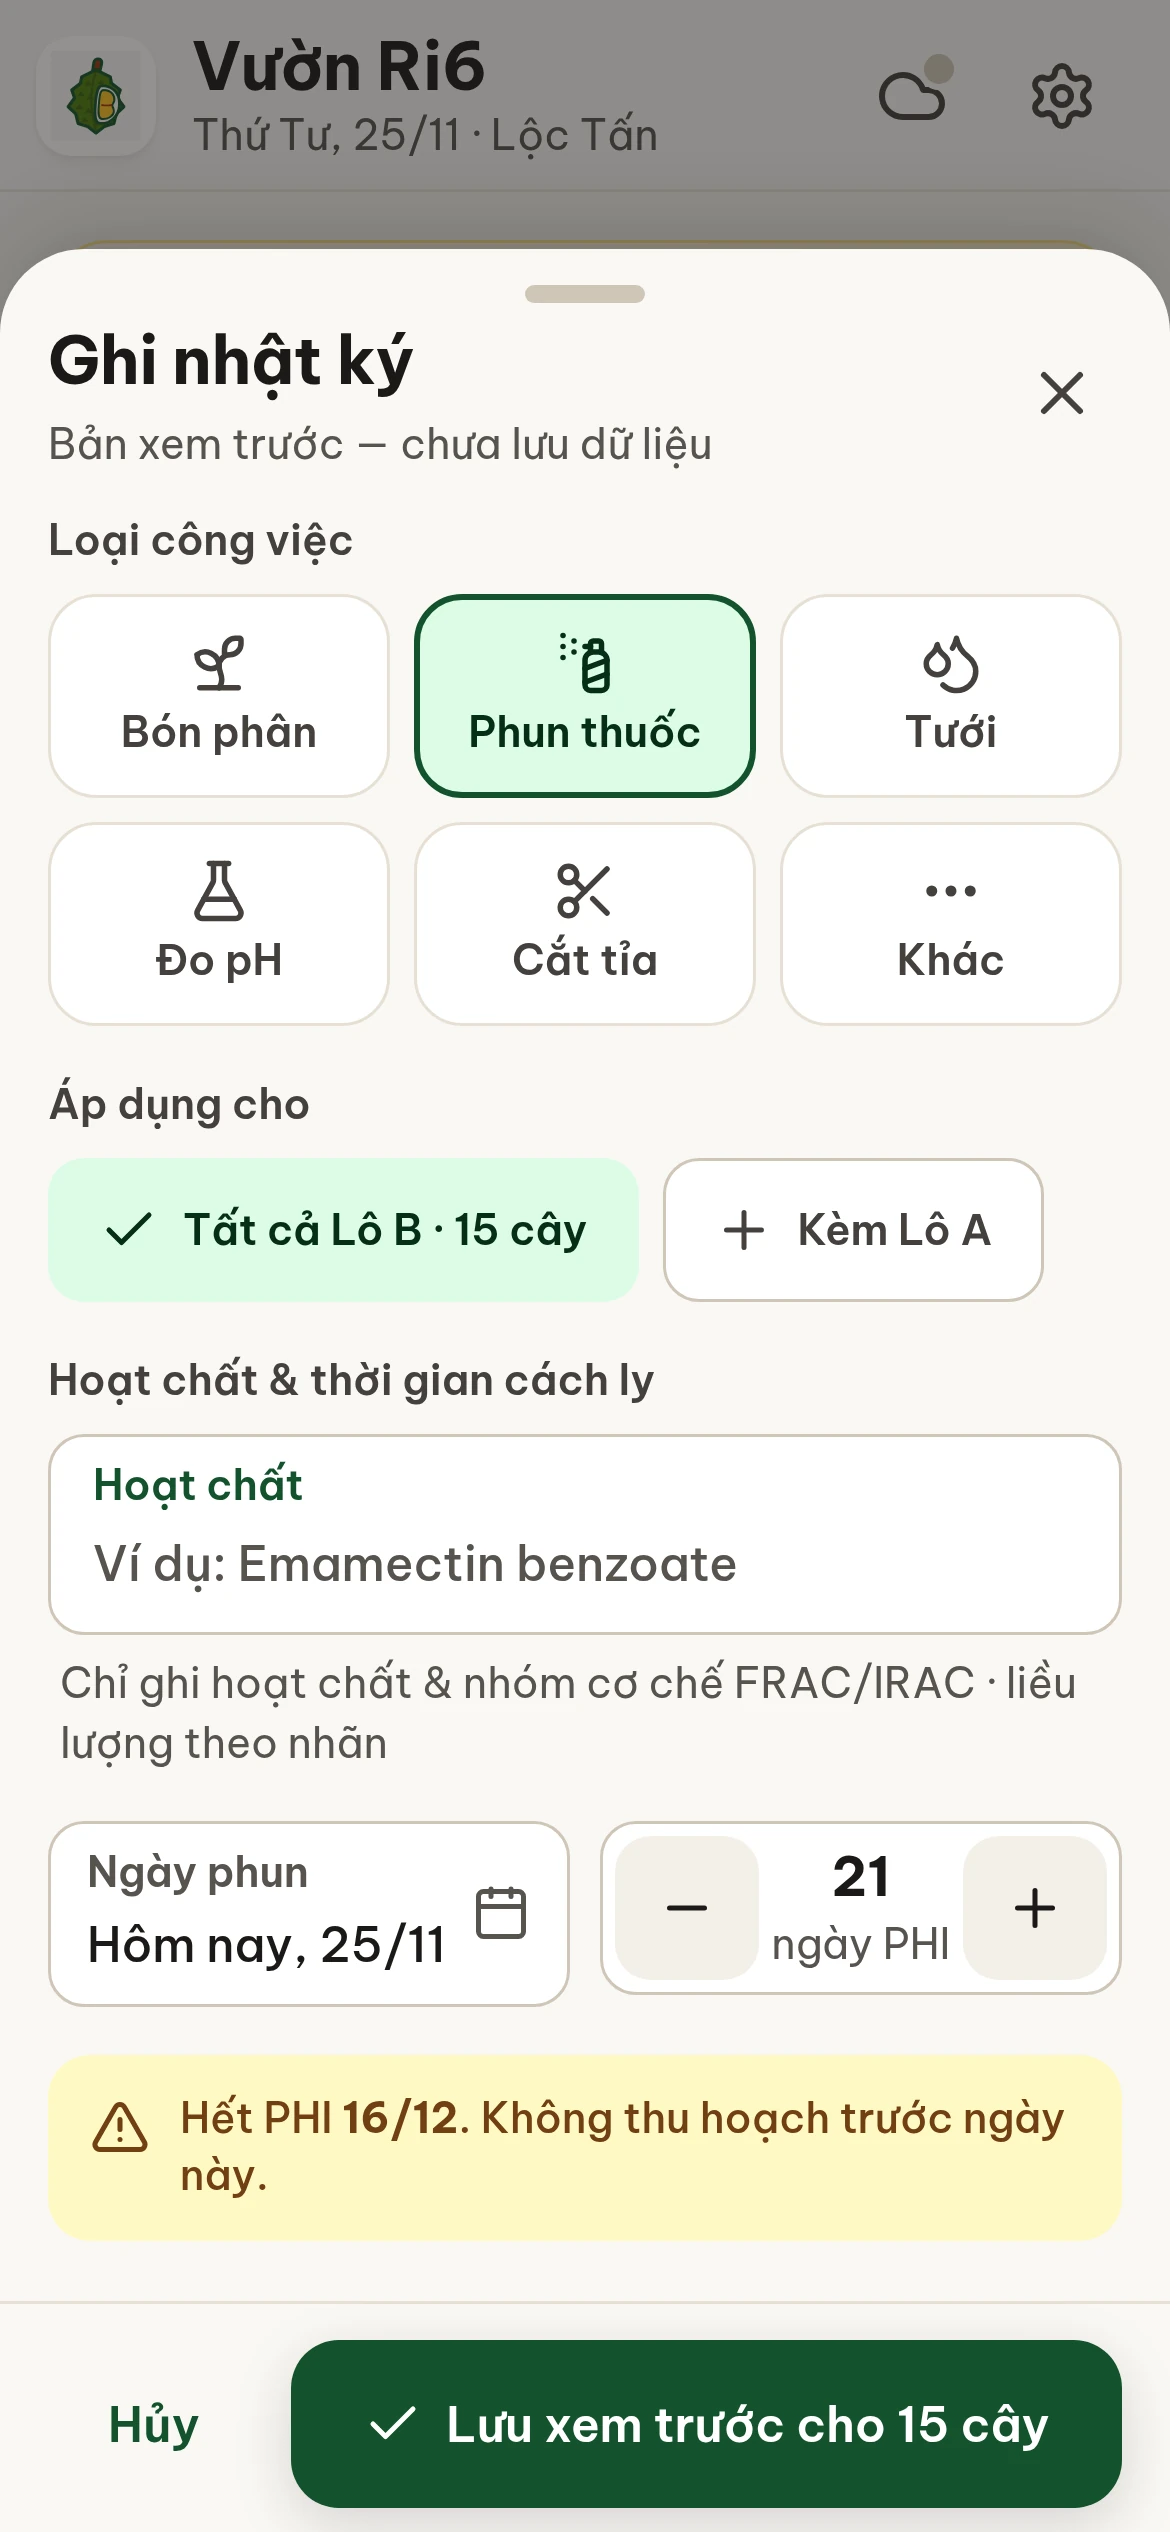 Vườn Ri6
Thứ Tư, 25/11 · Lộc Tấn
Ghi nhật ký
Bản xem trước — chưa lưu dữ liệu
Loại công việc
Bón phân
Phun thuốc
Tưới
Đo pH
Cắt tỉa
Khác
Áp dụng cho
Tất cả Lô B · 15 cây
Kèm Lô A
Hoạt chất & thời gian cách ly
Hoạt chất
Ví dụ: Emamectin benzoate
Chỉ ghi hoạt chất & nhóm cơ chế FRAC/IRAC · liều
lượng theo nhãn
Ngày phun
Hôm nay, 25/11
21
ngày PHI
Hết PHI 16/12. Không thu hoạch trước ngày
này.
Hủy
Lưu xem trước cho 15 cây